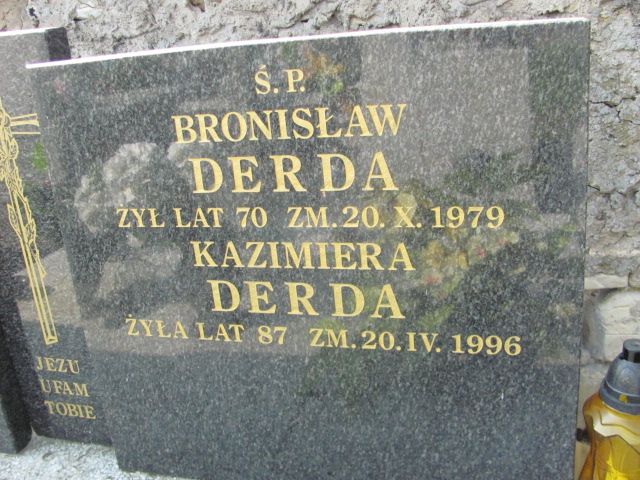 Ś. P.
BRONISŁAW
DERDA
ŻYŁ LAT 70 ZM. 20. X. 1979
KAZIMIERA
DERDA
ŻYŁA LAT 87 ZM. 20. IV. 1996
JEZU
UFAM
TOBIE